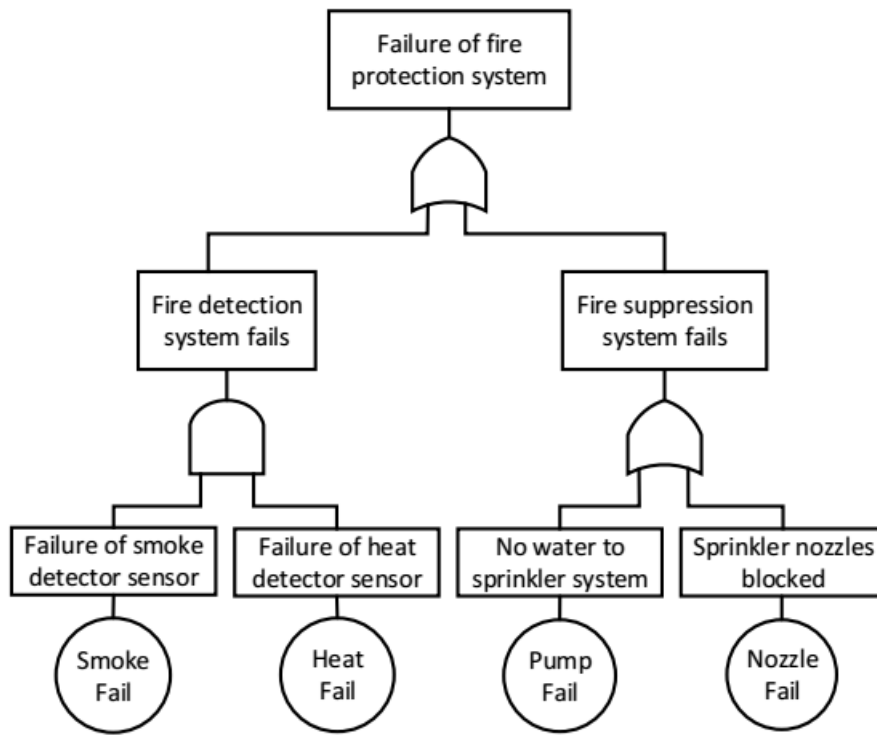 Failure of fire
protection system
Fire detection
system fails
Fire suppression
system fails
Failure of smoke
detector sensor
Failure of heat
detector sensor
No water to
sprinkler system
Sprinkler nozzles
blocked
Smoke
Fail
Heat
Fail
Pump
Fail
Nozzle
Fail